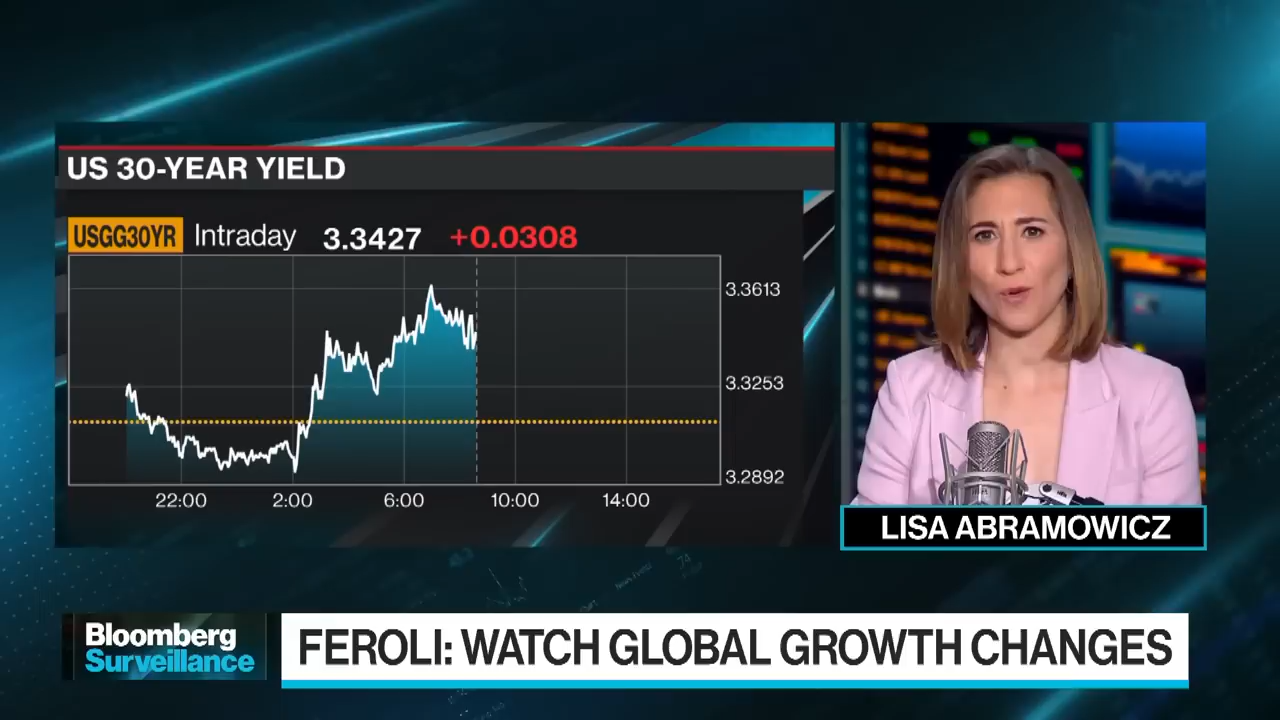 US 30-YEAR YIELD
USGG30YR Intraday 3.3427 +0.0308
3.3613
3.3253
3.2892
22:00 2:00 6:00 10:00 14:00
LISA ABRAMOWICZ
Bloomberg
Surveillance
FEROLI: WATCH GLOBAL GROWTH CHANGES